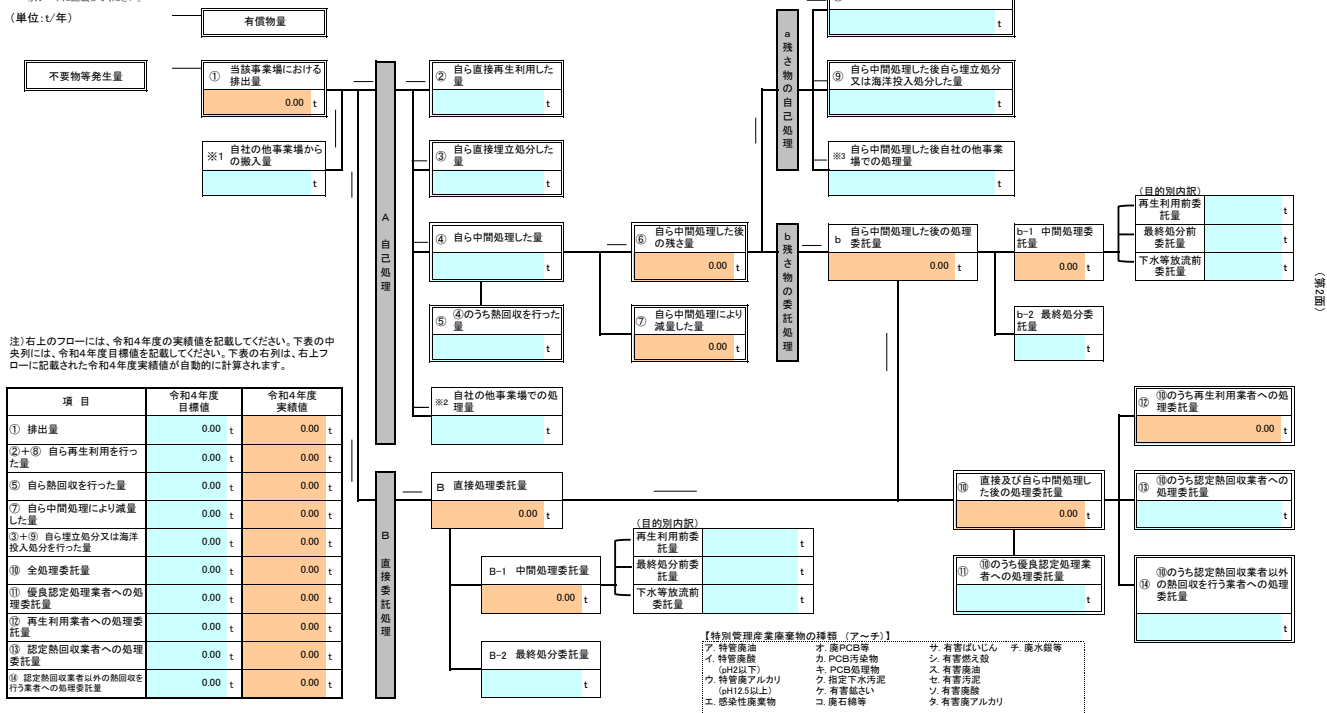 (単位:t/年)
有償物量
不要物等発生量
① 当該事業場における
排出量
0.00 t
※1 自社の他事業場から
の搬入量
t
A 自己処理
② 自ら直接再生利用した
量
t
③ 自ら直接埋立処分した
量
t
④ 自ら中間処理した量
t
⑤ ④のうち熱回収を行った
量
t
※2 自社の他事業場での処
理量
t
⑥ 自ら中間処理した後
の残さ量
0.00 t
⑦ 自ら中間処理により
減量した量
0.00 t
a 残さ物の自己処理
t
⑨ 自ら中間処理した後自ら埋立処分
又は海洋投入処分した量
t
※3 自ら中間処理した後自社の他事業
場での処理量
t
b 残さ物の委託処理
b 自ら中間処理した後の処理
委託量
0.00 t
b-1 中間処理委
託量
0.00 t
(目的別内訳)
再生利用前委
託量
t
最終処分前
委託量
t
下水等放流前
委託量
t
b-2 最終処分委
託量
t
(第2面)
注)右上のフローには、令和4年度の実績値を記載してください。下表の中
央列には、令和4年度目標値を記載してください。下表の右列は、右上フ
ローに記載された令和4年度実績値が自動的に計算されます。
項 目 令和4年度 令和4年度
目標値 実績値
① 排出量 0.00 t 0.00 t
②+⑧ 自ら再生利用を行っ
た量 0.00 t 0.00 t
⑤ 自ら熱回収を行った量 0.00 t 0.00 t
⑦ 自ら中間処理により減量
した量 0.00 t 0.00 t
③+⑨ 自ら埋立処分又は海洋
投入処分を行った量 0.00 t 0.00 t
⑩ 全処理委託量 0.00 t 0.00 t
⑪ 優良認定処理業者への処
理委託量 0.00 t 0.00 t
⑫ 再生利用業者への処理委
託量 0.00 t 0.00 t
⑬ 認定熱回収業者への処理
委託量 0.00 t 0.00 t
⑭ 認定熱回収業者以外の熱回収を
行う業者への処理委託量 0.00 t 0.00 t
B 直接委託処理
B 直接処理委託量
0.00 t
B-1 中間処理委託量
0.00 t
(目的別内訳)
再生利用前委
託量
t
最終処分前委
託量
t
下水等放流前
委託量
t
B-2 最終処分委託量
t
⑩ 直接及び自ら中間処理し
た後の処理委託量
0.00 t
⑪ ⑩のうち優良認定処理業
者への処理委託量
t
⑫ ⑩のうち再生利用業者への処
理委託量
0.00 t
⑬ ⑩のうち認定熱回収業者への
処理委託量
t
⑭ ⑩のうち認定熱回収業者以外
の熱回収を行う業者への処理
委託量
t
【特別管理産業廃棄物の種類 (ア~チ)】
ア. 特管廃油 オ. 廃PCB等 サ. 有害ばいじん チ. 廃水銀等
イ. 特管廃酸 カ. PCB汚染物 シ. 有害燃え殻
(pH2以下) キ. PCB処理物 ス. 有害廃油
ウ. 特管廃アルカリ ク. 指定下水汚泥 セ. 有害汚泥
(pH12.5以上) ケ. 有害鉱さい ソ. 有害廃酸
エ. 感染性廃棄物 コ. 廃石綿等 タ. 有害廃アルカリ